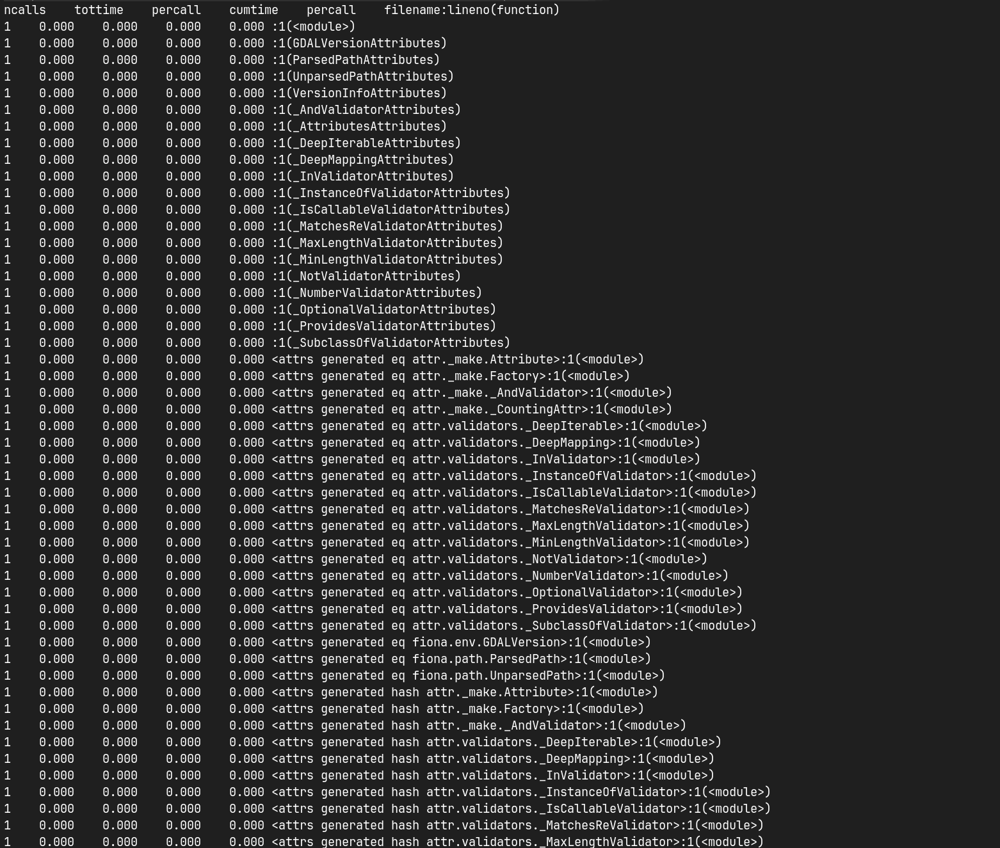 ncalls    tottime    percall    cumtime    percall    filename:lineno(function)
1    0.000    0.000    0.000    0.000 :1(<module>)
1    0.000    0.000    0.000    0.000 :1(GDALVersionAttributes)
1    0.000    0.000    0.000    0.000 :1(ParsedPathAttributes)
1    0.000    0.000    0.000    0.000 :1(UnparsedPathAttributes)
1    0.000    0.000    0.000    0.000 :1(VersionInfoAttributes)
1    0.000    0.000    0.000    0.000 :1(_AndValidatorAttributes)
1    0.000    0.000    0.000    0.000 :1(_AttributesAttributes)
1    0.000    0.000    0.000    0.000 :1(_DeepIterableAttributes)
1    0.000    0.000    0.000    0.000 :1(_DeepMappingAttributes)
1    0.000    0.000    0.000    0.000 :1(_InValidatorAttributes)
1    0.000    0.000    0.000    0.000 :1(_InstanceOfValidatorAttributes)
1    0.000    0.000    0.000    0.000 :1(_IsCallableValidatorAttributes)
1    0.000    0.000    0.000    0.000 :1(_MatchesReValidatorAttributes)
1    0.000    0.000    0.000    0.000 :1(_MaxLengthValidatorAttributes)
1    0.000    0.000    0.000    0.000 :1(_MinLengthValidatorAttributes)
1    0.000    0.000    0.000    0.000 :1(_NotValidatorAttributes)
1    0.000    0.000    0.000    0.000 :1(_NumberValidatorAttributes)
1    0.000    0.000    0.000    0.000 :1(_OptionalValidatorAttributes)
1    0.000    0.000    0.000    0.000 :1(_ProvidesValidatorAttributes)
1    0.000    0.000    0.000    0.000 :1(_SubclassOfValidatorAttributes)
1    0.000    0.000    0.000    0.000 <attrs generated eq attr._make.Attribute>:1(<module>)
1    0.000    0.000    0.000    0.000 <attrs generated eq attr._make.Factory>:1(<module>)
1    0.000    0.000    0.000    0.000 <attrs generated eq attr._make._AndValidator>:1(<module>)
1    0.000    0.000    0.000    0.000 <attrs generated eq attr._make._CountingAttr>:1(<module>)
1    0.000    0.000    0.000    0.000 <attrs generated eq attr.validators._DeepIterable>:1(<module>)
1    0.000    0.000    0.000    0.000 <attrs generated eq attr.validators._DeepMapping>:1(<module>)
1    0.000    0.000    0.000    0.000 <attrs generated eq attr.validators._InValidator>:1(<module>)
1    0.000    0.000    0.000    0.000 <attrs generated eq attr.validators._InstanceOfValidator>:1(<module>)
1    0.000    0.000    0.000    0.000 <attrs generated eq attr.validators._IsCallableValidator>:1(<module>)
1    0.000    0.000    0.000    0.000 <attrs generated eq attr.validators._MatchesReValidator>:1(<module>)
1    0.000    0.000    0.000    0.000 <attrs generated eq attr.validators._MaxLengthValidator>:1(<module>)
1    0.000    0.000    0.000    0.000 <attrs generated eq attr.validators._MinLengthValidator>:1(<module>)
1    0.000    0.000    0.000    0.000 <attrs generated eq attr.validators._NotValidator>:1(<module>)
1    0.000    0.000    0.000    0.000 <attrs generated eq attr.validators._NumberValidator>:1(<module>)
1    0.000    0.000    0.000    0.000 <attrs generated eq attr.validators._OptionalValidator>:1(<module>)
1    0.000    0.000    0.000    0.000 <attrs generated eq attr.validators._ProvidesValidator>:1(<module>)
1    0.000    0.000    0.000    0.000 <attrs generated eq attr.validators._SubclassOfValidator>:1(<module>)
1    0.000    0.000    0.000    0.000 <attrs generated eq fiona.env.GDALVersion>:1(<module>)
1    0.000    0.000    0.000    0.000 <attrs generated eq fiona.path.ParsedPath>:1(<module>)
1    0.000    0.000    0.000    0.000 <attrs generated eq fiona.path.UnparsedPath>:1(<module>)
1    0.000    0.000    0.000    0.000 <attrs generated hash attr._make.Attribute>:1(<module>)
1    0.000    0.000    0.000    0.000 <attrs generated hash attr._make.Factory>:1(<module>)
1    0.000    0.000    0.000    0.000 <attrs generated hash attr._make._AndValidator>:1(<module>)
1    0.000    0.000    0.000    0.000 <attrs generated hash attr.validators._DeepIterable>:1(<module>)
1    0.000    0.000    0.000    0.000 <attrs generated hash attr.validators._DeepMapping>:1(<module>)
1    0.000    0.000    0.000    0.000 <attrs generated hash attr.validators._InValidator>:1(<module>)
1    0.000    0.000    0.000    0.000 <attrs generated hash attr.validators._InstanceOfValidator>:1(<module>)
1    0.000    0.000    0.000    0.000 <attrs generated hash attr.validators._IsCallableValidator>:1(<module>)
1    0.000    0.000    0.000    0.000 <attrs generated hash attr.validators._MatchesReValidator>:1(<module>)
1    0.000    0.000    0.000    0.000 <attrs generated hash attr.validators._MaxLengthValidator>:1(<module>)